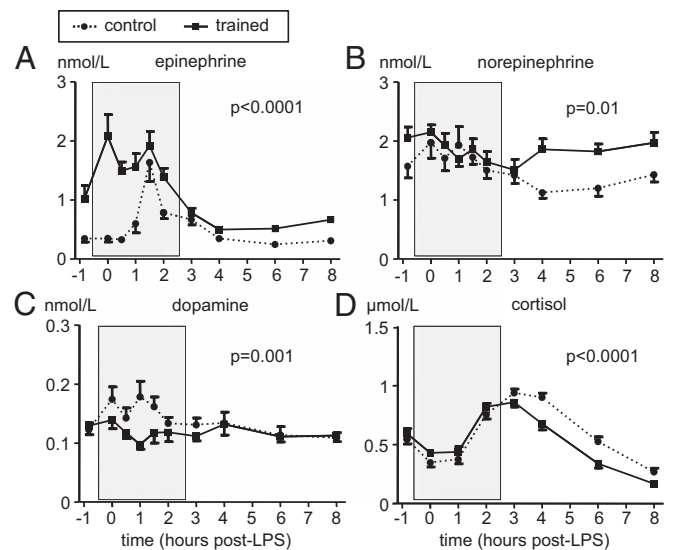 control trained
A nmol/L epinephrine
3
2
1
0
p<0.0001
-1 0 1 2 3 4 5 6 7 8
B nmol/L norepinephrine
3
2
1
0
p=0.01
-1 0 1 2 3 4 5 6 7 8
C nmol/L dopamine
0.3
0.2
0.1
0
p=0.001
-1 0 1 2 3 4 5 6 7 8
time (hours post-LPS)
D μmol/L cortisol
1.5
1
0.5
0
p<0.0001
-1 0 1 2 3 4 5 6 7 8
time (hours post-LPS)